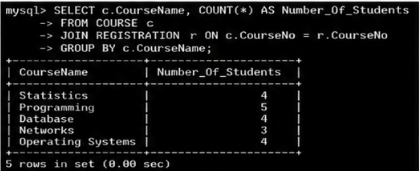 mysql> SELECT c.CourseName, COUNT(*) AS Number_Of_Students
    -> FROM COURSE c
    -> JOIN REGISTRATION r ON c.CourseNo = r.CourseNo
    -> GROUP BY c.CourseName;
+-------------------+--------------------+
| CourseName        | Number_Of_Students |
+-------------------+--------------------+
| Statistics        |                  4 |
| Programming       |                  5 |
| Database          |                  4 |
| Networks          |                  3 |
| Operating Systems |                  4 |
+-------------------+--------------------+
5 rows in set (0.00 sec)